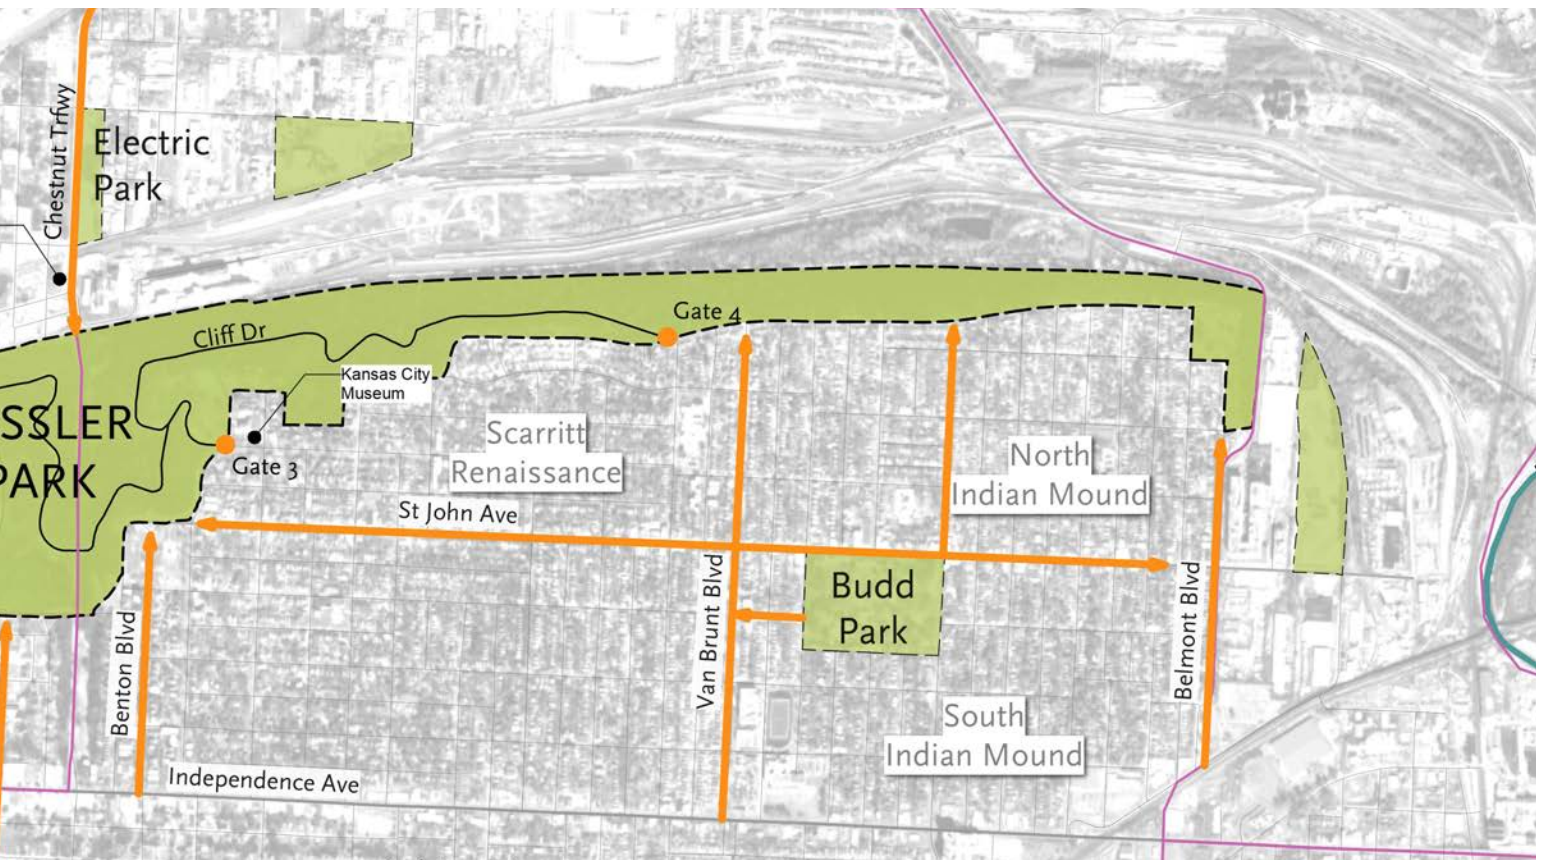 Chestnut Trfwy
Electric
Park
Gate 4
Cliff Dr
Kansas City
Museum
SSLER
PARK
Gate 3
Scarritt
Renaissance
North
Indian Mound
St John Ave
Budd
Park
Benton Blvd
Van Brunt Blvd
Belmont Blvd
South
Indian Mound
Independence Ave